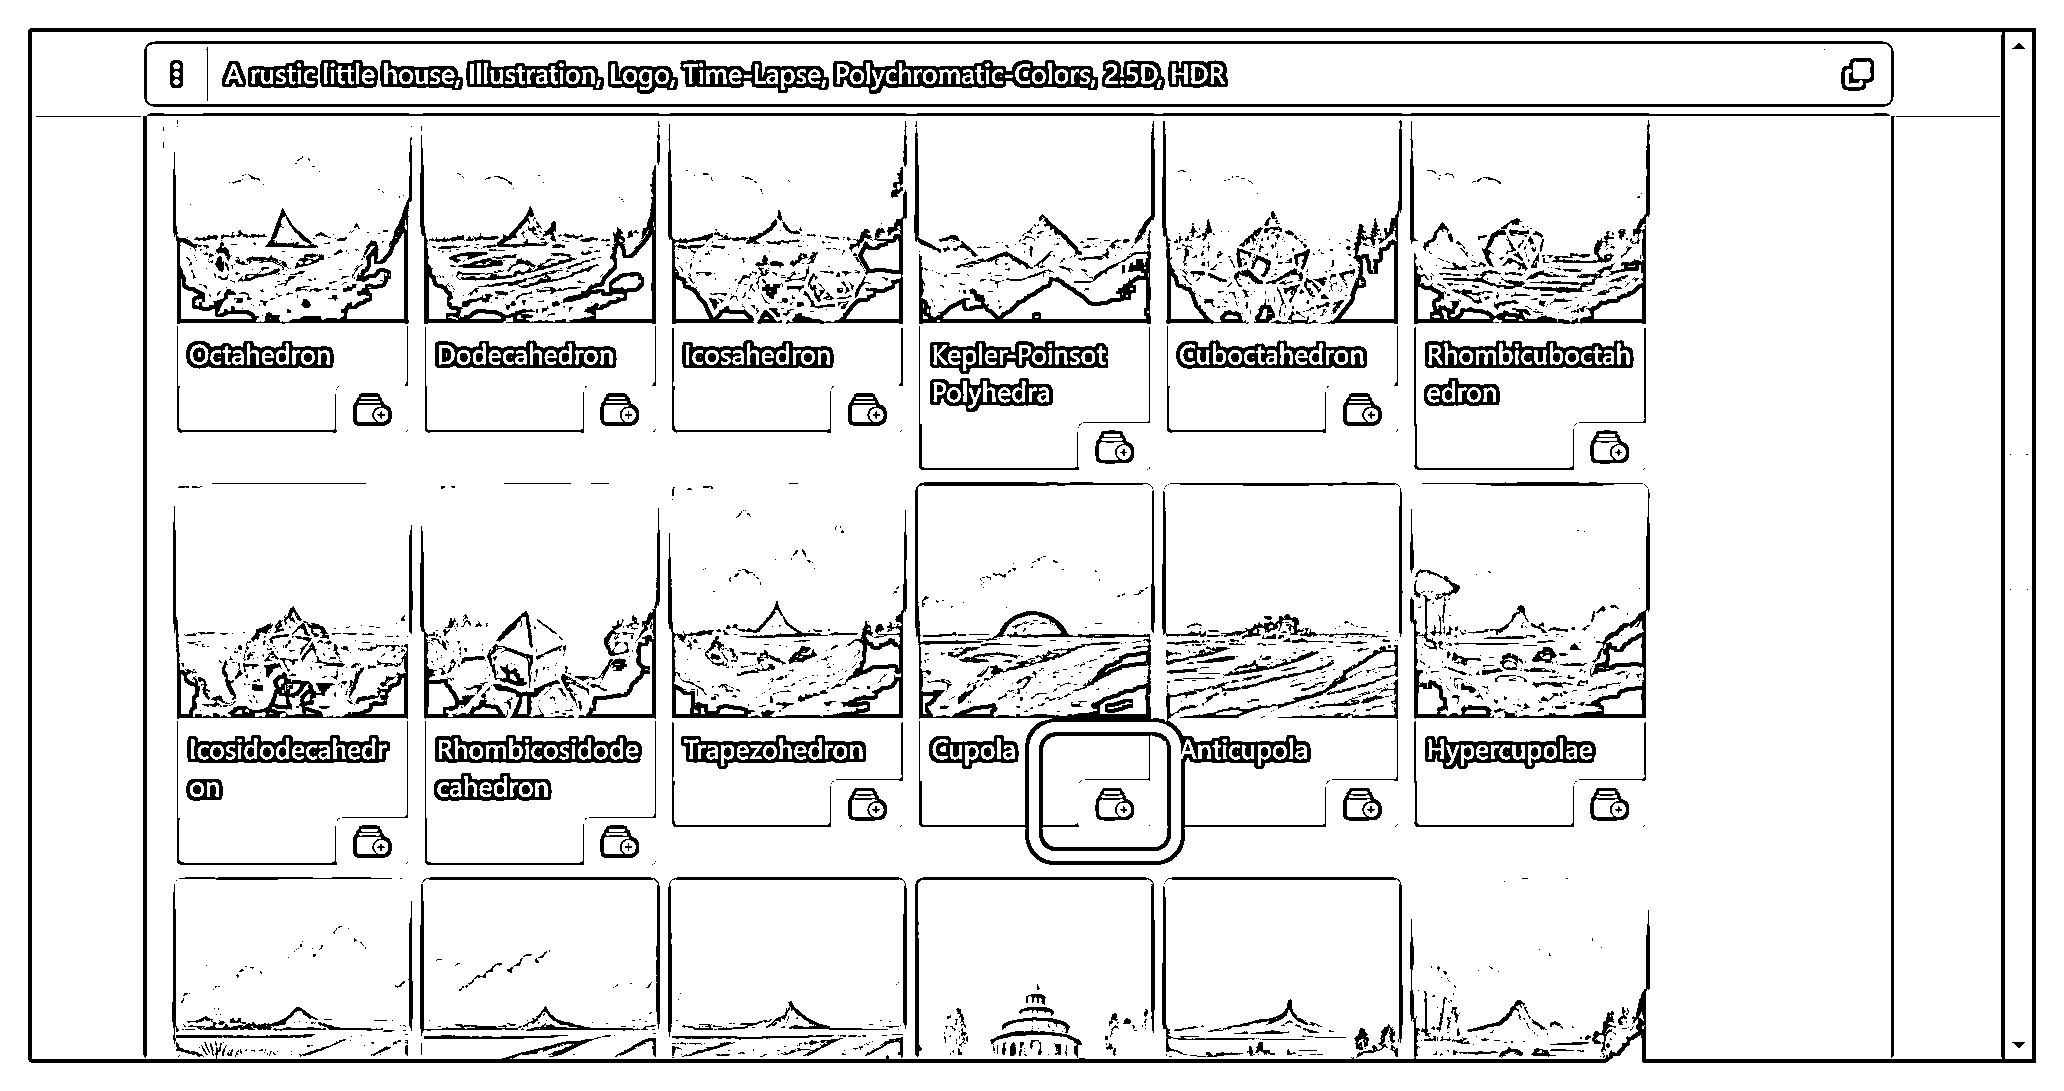 A rustic little house, Illustration, Logo, Time-Lapse, Polychromatic-Colors, 2.5D, HDR
Octahedron
Dodecahedron
Icosahedron
Kepler-Poinsot
Polyhedra
Cuboctahedron
Rhombicuboctah
edron
Icosidodecahedr
on
Rhombicosidode
cahedron
Trapezohedron
Cupola
Anticupola
Hypercupolae